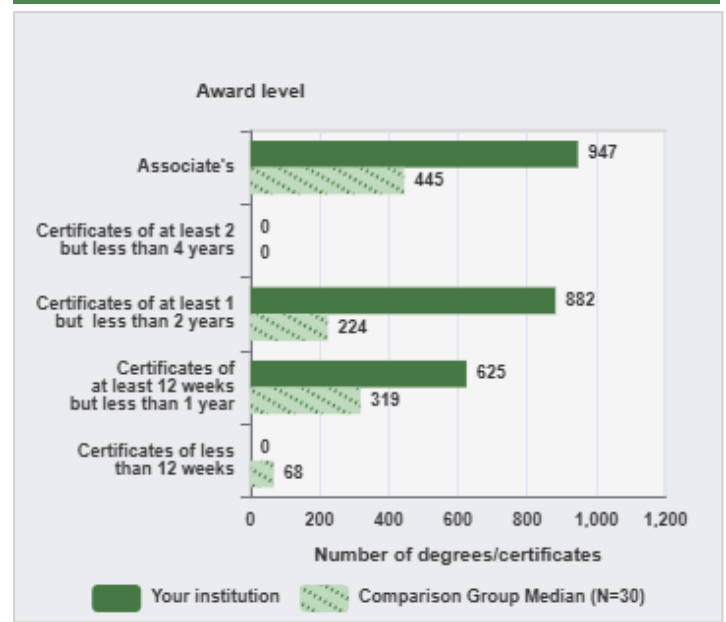 Award level
Associate's
947
445
Certificates of at least 2
but less than 4 years
0
0
Certificates of at least 1
but less than 2 years
882
224
Certificates of
at least 12 weeks
but less than 1 year
625
319
Certificates of less
than 12 weeks
0
68
0 200 400 600 800 1,000 1,200
Number of degrees/certificates
Your institution Comparison Group Median (N=30)